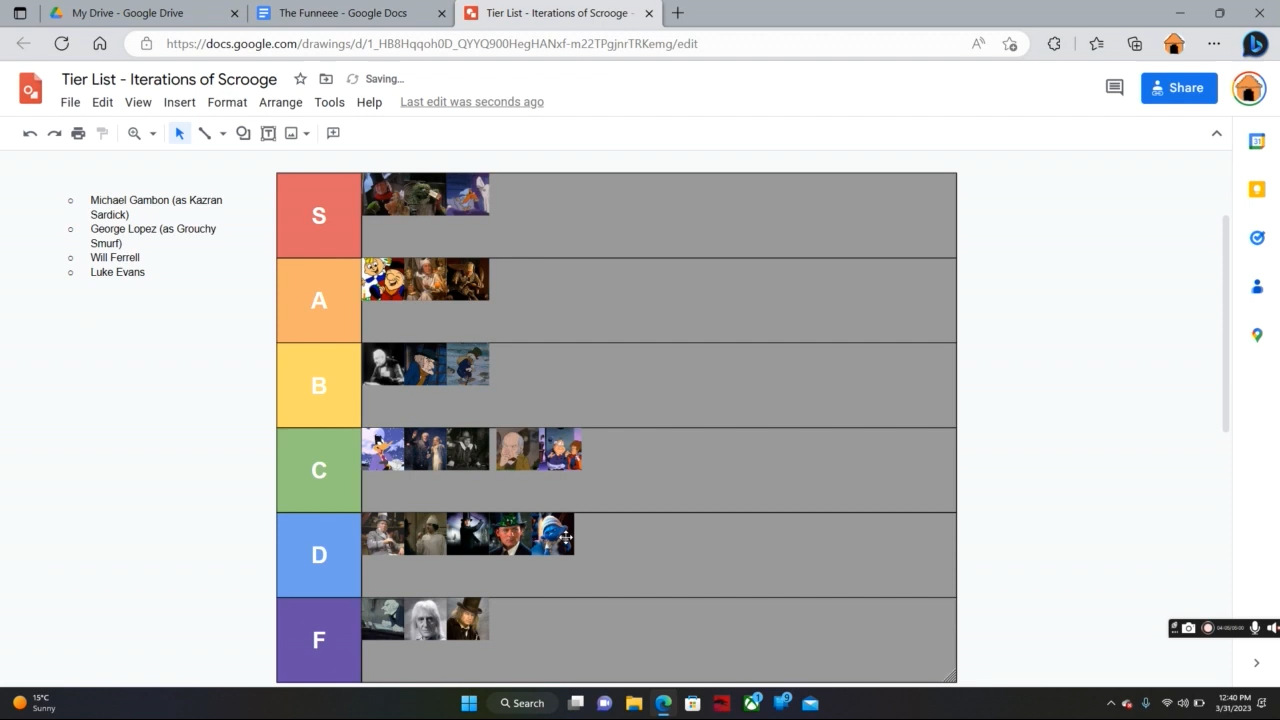 My Drive - Google Drive
The Funneee - Google Docs
Tier List - Iterations of Scrooge -
https://docs.google.com/drawings/d/1_HB8Hqqoh0D_QYYQ900HegHANxf-m22TPgjnrTRKemg/edit
Tier List - Iterations of Scrooge
Saving...
File Edit View Insert Format Arrange Tools Help Last edit was seconds ago
Share
Michael Gambon (as Kazran
Sardick)
George Lopez (as Grouchy
Smurf)
Will Ferrell
Luke Evans
S
A
B
C
D
F
31
15°C
Sunny
Search
1
9
12:40 PM
3/31/2023